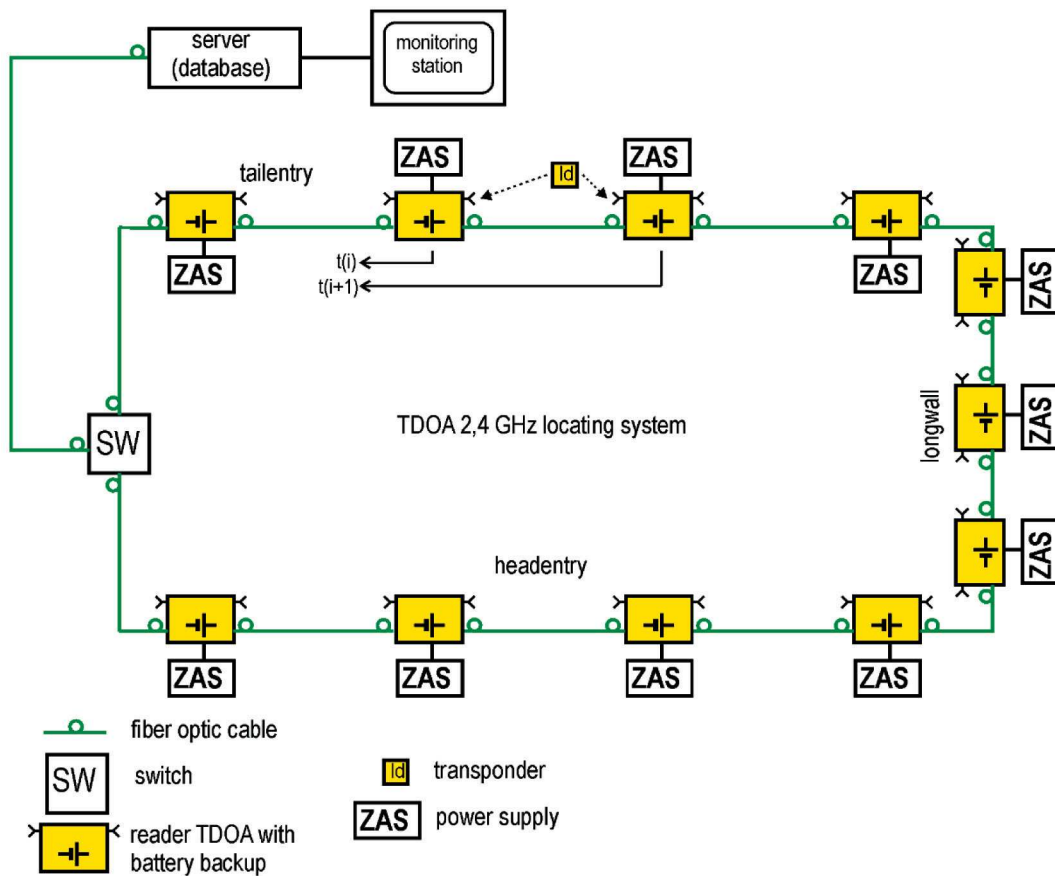 server
(database)
monitoring
station
tailentry
ZAS
ZAS
Id
ZAS
ZAS
t(i)
t(i+1)
ZAS
SW
TDOA 2,4 GHz locating system
longwall
ZAS
ZAS
headentry
ZAS
ZAS
ZAS
ZAS
fiber optic cable
SW
switch
Id
transponder
ZAS
power supply
reader TDOA with
battery backup